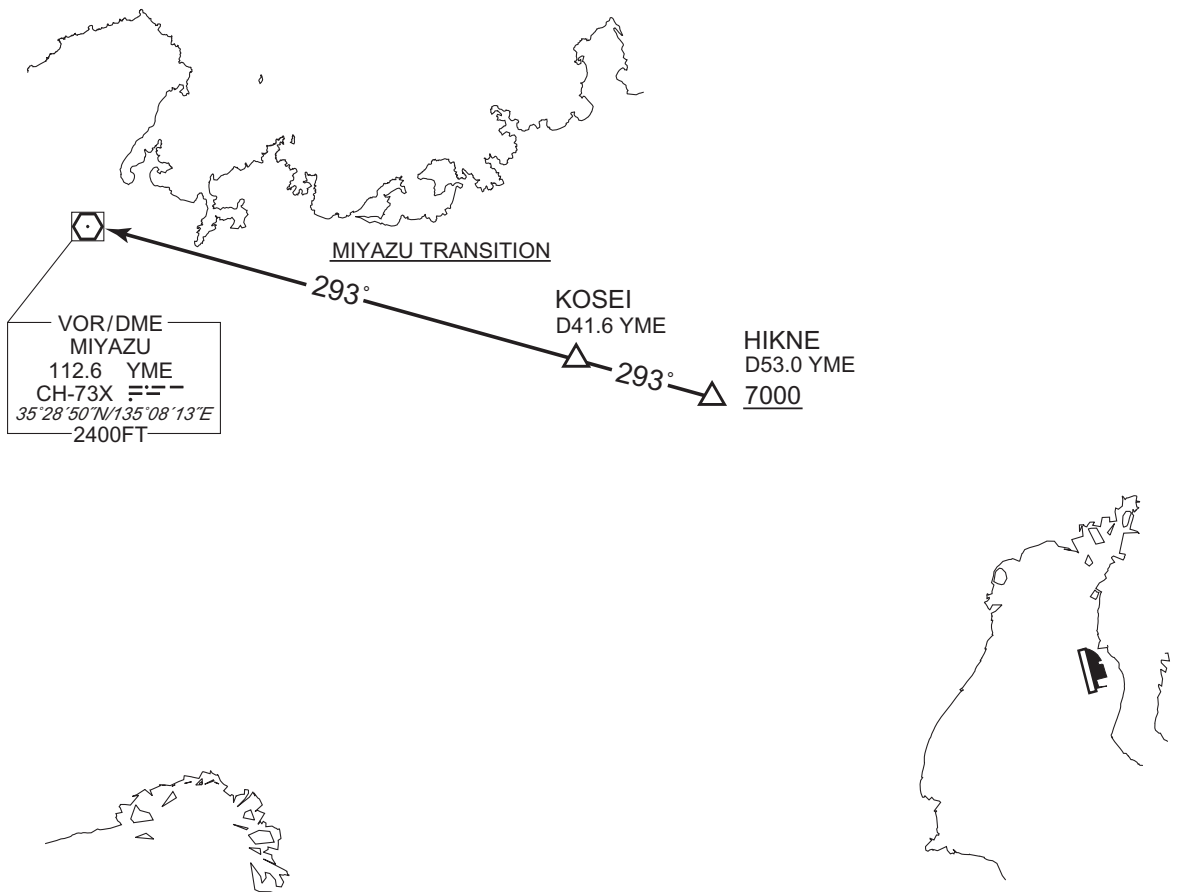 MIYAZU TRANSITION
293°
KOSEI
D41.6 YME
293°
HIKNE
D53.0 YME
7000
VOR/DME
MIYAZU
112.6 YME
CH-73X
35°28′50″N/135°08′13″E
2400FT